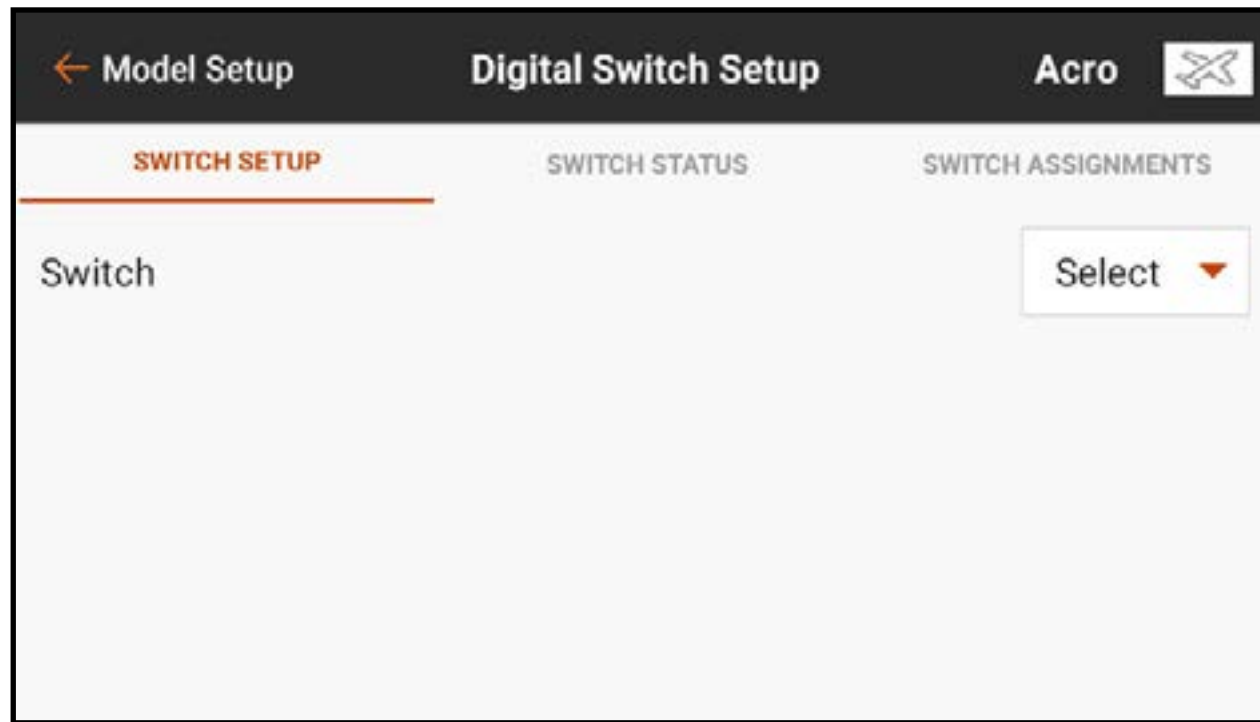 Model Setup Digital Switch Setup Acro
SWITCH SETUP SWITCH STATUS SWITCH ASSIGNMENTS
Switch Select